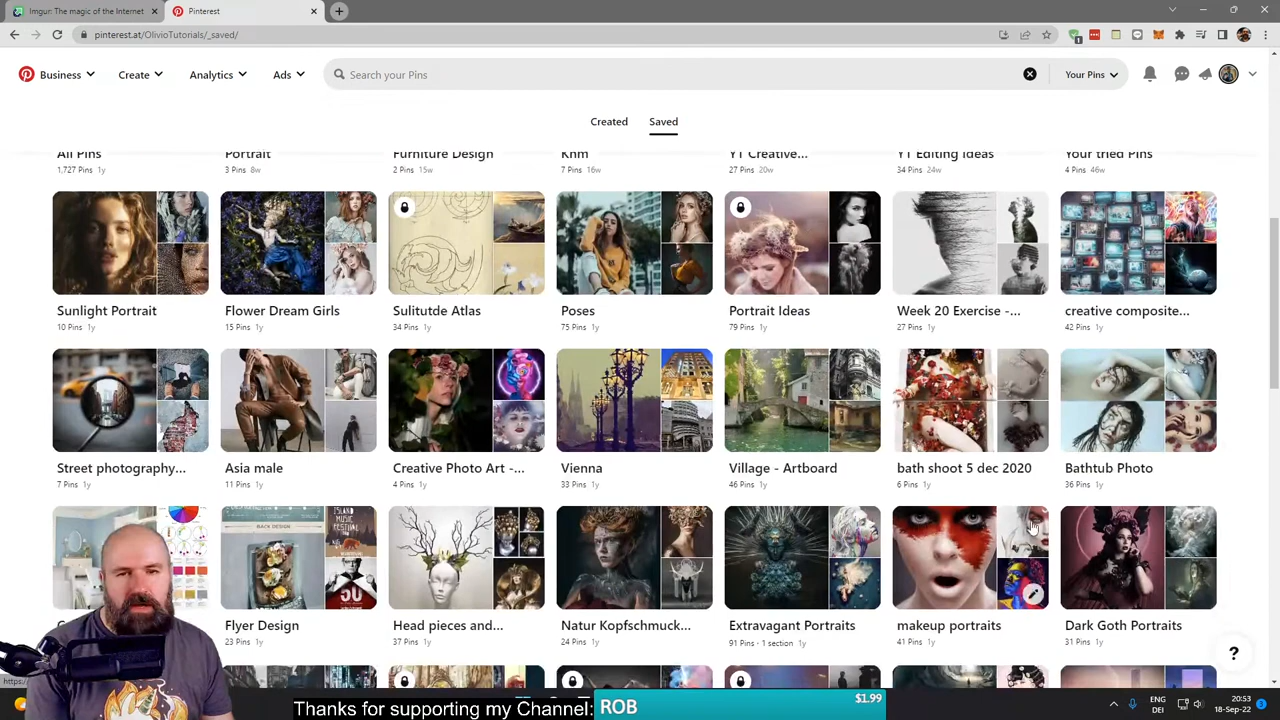 Imgur: The magic of the Internet
Pinterest
pinterest.at/OlivioTutorials/_saved/
Business
Create
Analytics
Ads
Search your Pins
Your Pins
Created
Saved
All Pins
Portrait
Furniture Design
Khm
YT Creative...
YT Editing Ideas
Your tried Pins
1,727 Pins 1y
3 Pins 8w
2 Pins 15w
7 Pins 16w
27 Pins 20w
34 Pins 24w
4 Pins 46w
Sunlight Portrait
Flower Dream Girls
Sulitutde Atlas
Poses
Portrait Ideas
Week 20 Exercise -...
creative composite...
10 Pins 1y
15 Pins 1y
34 Pins 1y
75 Pins 1y
79 Pins 1y
27 Pins 1y
42 Pins 1y
Street photography...
Asia male
Creative Photo Art -...
Vienna
Village - Artboard
bath shoot 5 dec 2020
Bathtub Photo
7 Pins 1y
11 Pins 1y
4 Pins 1y
33 Pins 1y
46 Pins 1y
6 Pins 1y
36 Pins 1y
BACK DESIGN
ISLAND
MUSIC
FESTIVAL
50
Flyer Design
Head pieces and...
Natur Kopfschmuck...
Extravagant Portraits
makeup portraits
Dark Goth Portraits
23 Pins 1y
37 Pins 1y
24 Pins 1y
91 Pins · 1 section 1y
41 Pins 1y
31 Pins 1y
?
Thanks for supporting my Channel:
ROB
$1.99
ENG
DEI
20:53
18-Sep-22